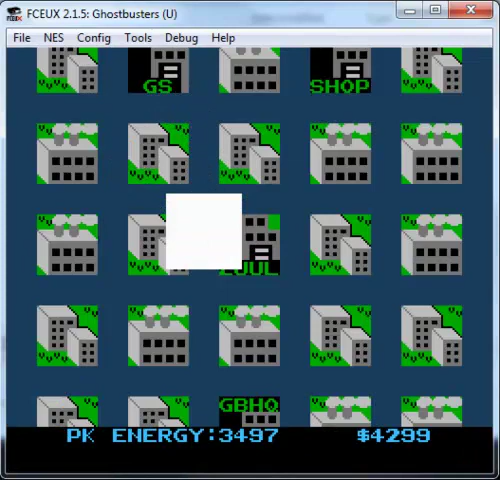 FCEUX 2.1.5: Ghostbusters (U)
File NES Config Tools Debug Help
GS SHOP
ZUUL
GBHQ
PK ENERGY:3497 $4299